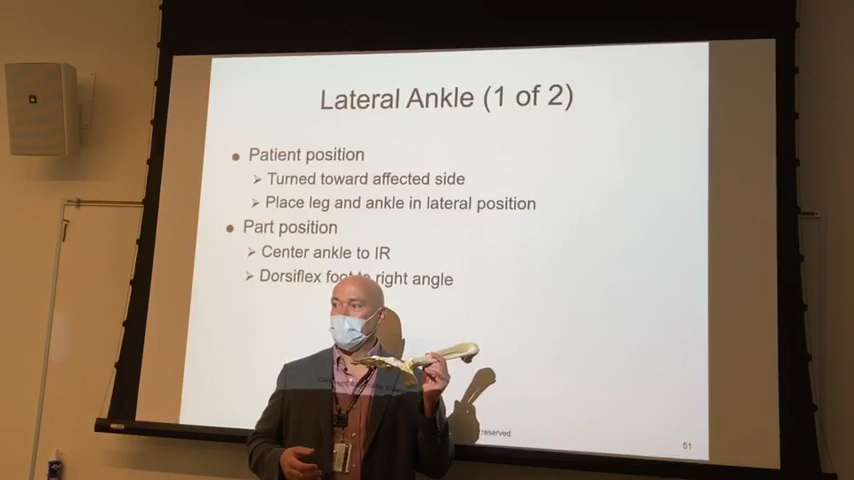 Lateral Ankle (1 of 2)
• Patient position
➢ Turned toward affected side
➢ Place leg and ankle in lateral position
• Part position
➢ Center ankle to IR
➢ Dorsiflex foot to right angle
reserved.
51